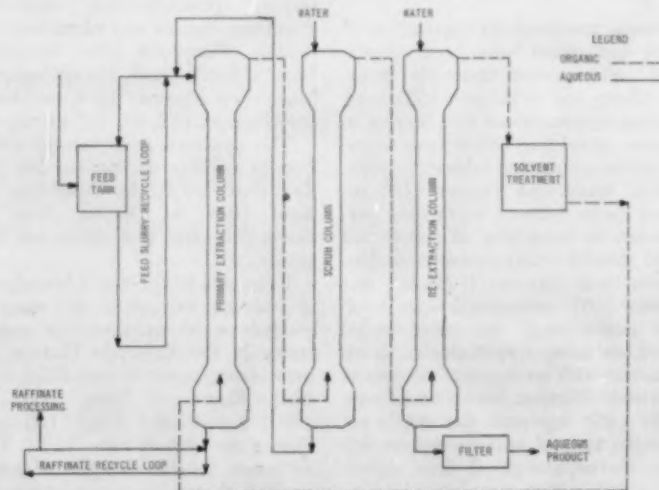 WATER
WATER
LEGEND
ORGANIC
AQUEOUS
FEED
TANK
FEED SLURRY RECYCLE LOOP
PRIMARY EXTRACTION COLUMN
SCRUB COLUMN
RE-EXTRACTION COLUMN
SOLVENT
TREATMENT
RAFFINATE
PROCESSING
RAFFINATE RECYCLE LOOP
FILTER
AQUEOUS
PRODUCT